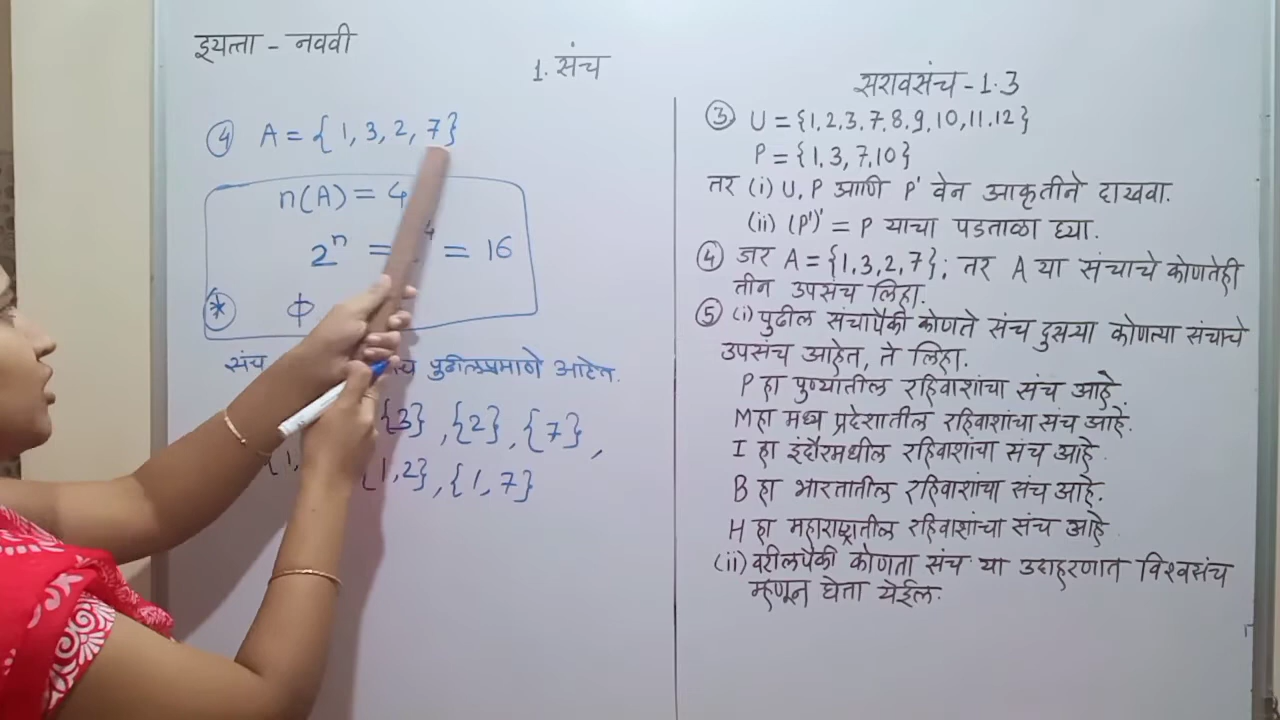 इयत्ता - नववी
1. संच
④ A = { 1, 3, 2, 7}
n(A) = 4
2ⁿ = ⁴ = 16
* ϕ
संच च पुढीलप्रमाणे आहेत.
{3} , {2} , {7} ,
{1, {1,2} , {1, 7}
सरावसंच - 1.3
③ U = {1,2,3,7,8,9,10,11,12}
P = {1,3,7,10}
तर (i) U, P आणि P' वेन आकृतीने दाखवा.
(ii) (P')' = P याचा पडताळा घ्या.
④ जर A = {1,3,2,7}; तर A या संचाचे कोणतेही
तीन उपसंच लिहा.
⑤ (i) पुढील संचापैकी कोणते संच दुसऱ्या कोणत्या संचाचे
उपसंच आहेत, ते लिहा.
P हा पुण्यातील रहिवाशांचा संच आहे.
M हा मध्य प्रदेशातील रहिवाशांचा संच आहे.
I हा इंदौरमधील रहिवाशांचा संच आहे.
B हा भारतातील रहिवाशांचा संच आहे.
H हा महाराष्ट्रातील रहिवाशांचा संच आहे
(ii) वरीलपैकी कोणता संच या उदाहरणात विश्वसंच
म्हणून घेता येईल.